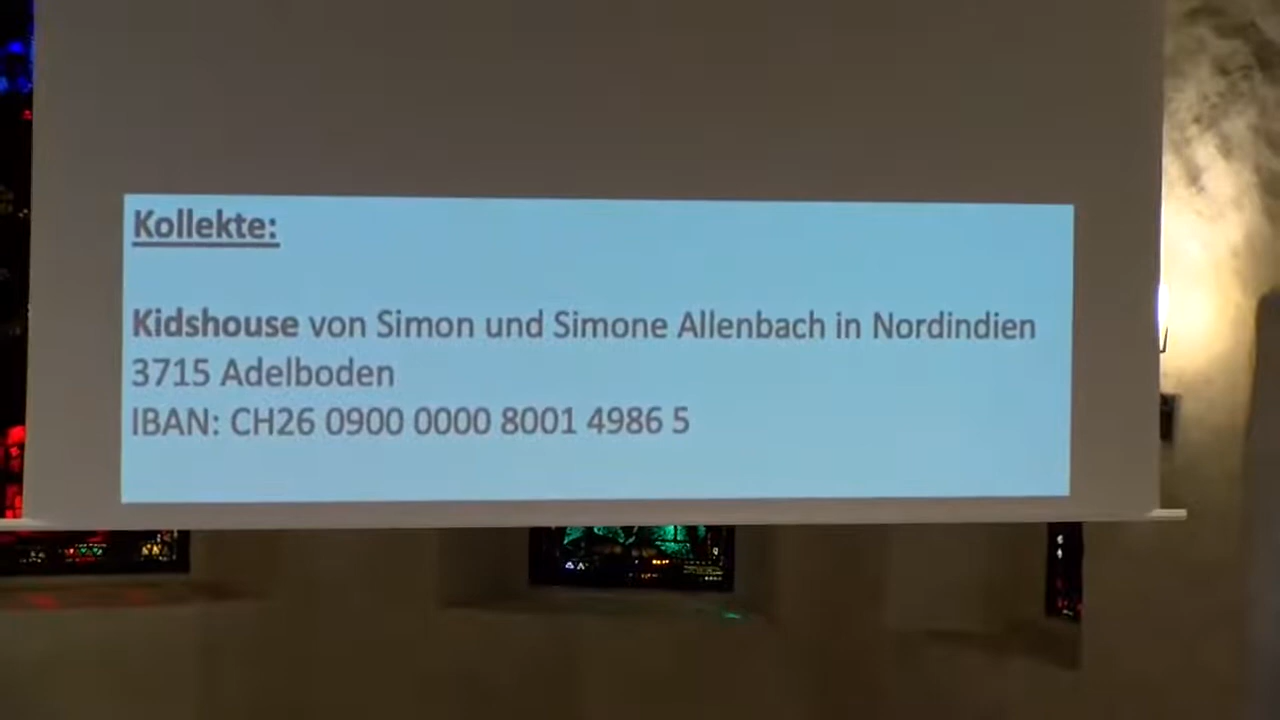 Kollekte:
Kidshouse von Simon und Simone Allenbach in Nordindien
3715 Adelboden
IBAN: CH26 0900 0000 8001 4986 5